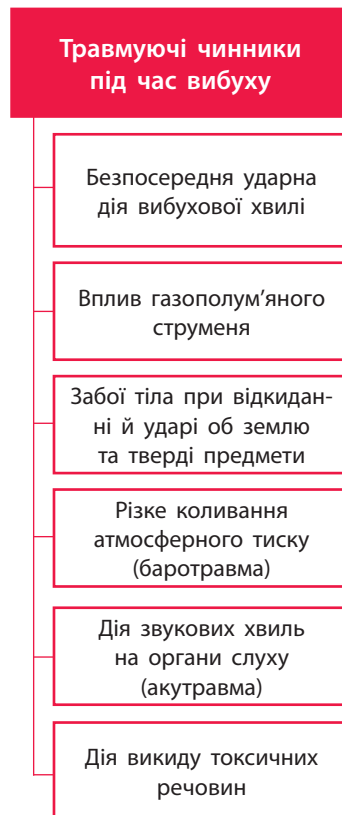 Травмуючі чинники
під час вибуху
Безпосередня ударна
дія вибухової хвилі
Вплив газополум’яного
струменя
Забої тіла при відкидан-
ні й ударі об землю
та тверді предмети
Різке коливання
атмосферного тиску
(баротравма)
Дія звукових хвиль
на органи слуху
(акутравма)
Дія викиду токсичних
речовин